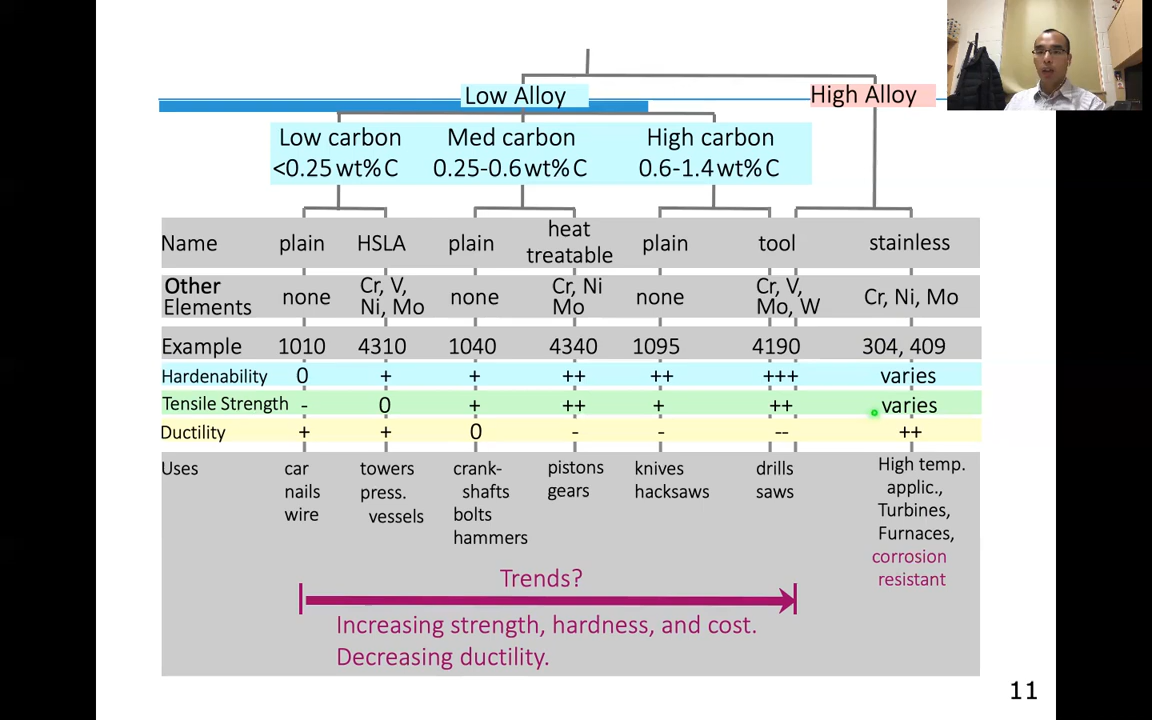 Low Alloy High Alloy
Low carbon Med carbon High carbon
<0.25 wt% C 0.25-0.6 wt% C 0.6-1.4 wt% C
Name plain HSLA plain heat treatable plain tool stainless
Other Elements none Cr, V, Ni, Mo none Cr, Ni Mo none Cr, V, Mo, W Cr, Ni, Mo
Example 1010 4310 1040 4340 1095 4190 304, 409
Hardenability 0 + + ++ ++ +++ varies
Tensile Strength - 0 + ++ + ++ varies
Ductility + + 0 - - -- ++
Uses car nails wire towers press. vessels crank-shafts bolts hammers pistons gears knives hacksaws drills saws High temp. applic., Turbines, Furnaces, corrosion resistant
Trends?
Increasing strength, hardness, and cost.
Decreasing ductility.
11